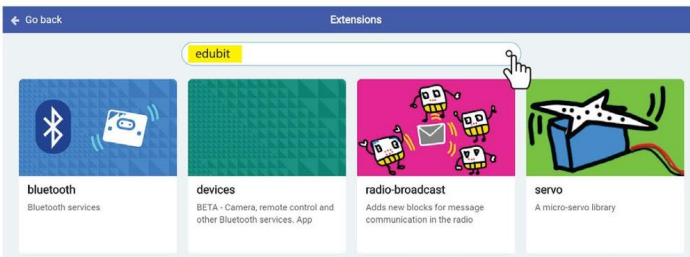 Go back
Extensions
edubit
bluetooth
Bluetooth services
devices
BETA - Camera, remote control and
other Bluetooth services. App
radio-broadcast
Adds new blocks for message
communication in the radio
servo
A micro-servo library